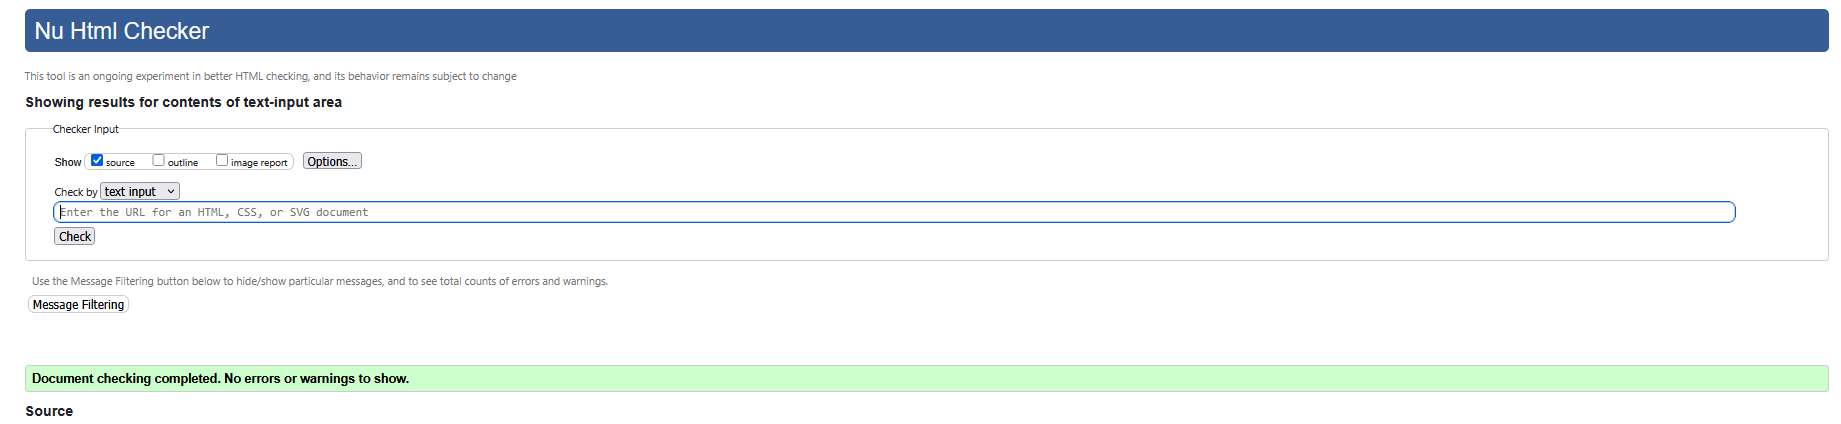 Nu Html Checker
This tool is an ongoing experiment in better HTML checking, and its behavior remains subject to change
Showing results for contents of text-input area
Checker Input
Show source outline image report Options...
Check by text input
Enter the URL for an HTML, CSS, or SVG document
Check
Use the Message Filtering button below to hide/show particular messages, and to see total counts of errors and warnings.
Message Filtering
Document checking completed. No errors or warnings to show.
Source